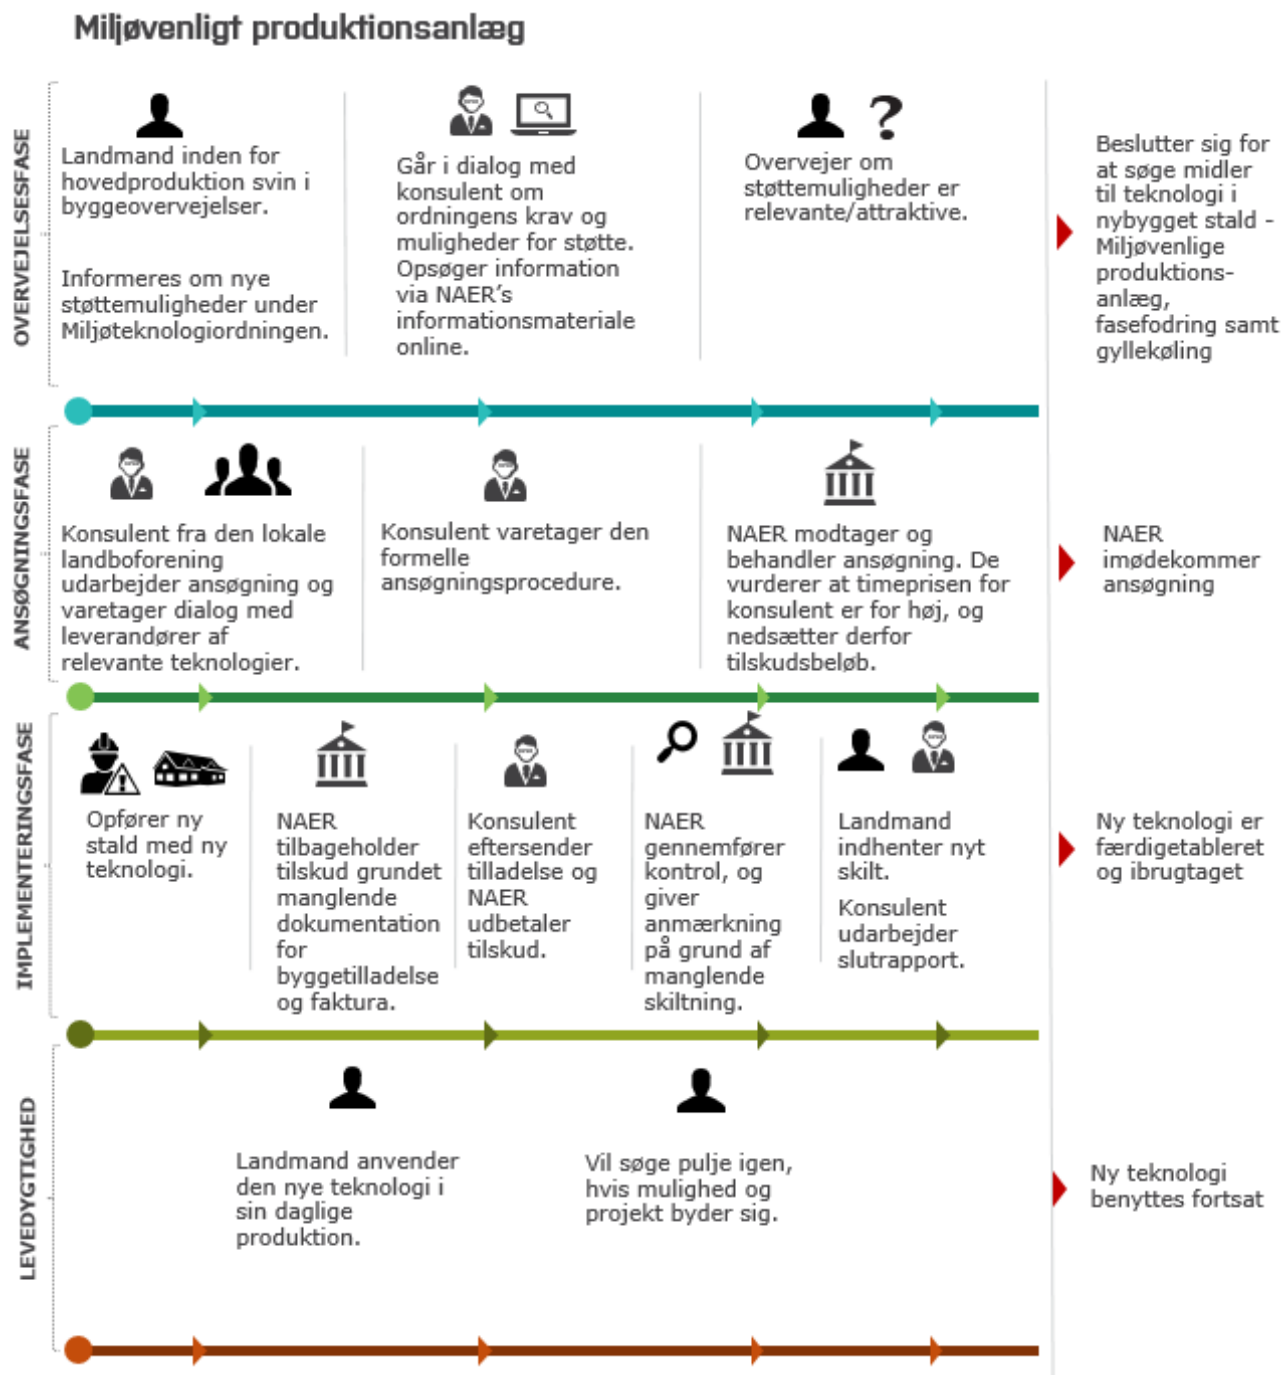 Miljøvenligt produktionsanlæg
OVERVEJELSESFASE
Landmand inden for
hovedproduktion svin i
byggeovervejelser.
Informeres om nye
støttemuligheder under
Miljøteknologiordningen.
Går i dialog med
konsulent om
ordningens krav og
muligheder for støtte.
Opsøger information
via NAER's
informationsmateriale
online.
?
Overvejer om
støttemuligheder er
relevante/attraktive.
Beslutter sig for
at søge midler
til teknologi i
nybygget stald -
Miljøvenlige
produktions-
anlæg,
fasefodring samt
gyllekøling
ANSØGNINGSFASE
Konsulent fra den lokale
landboforening
udarbejder ansøgning og
varetager dialog med
leverandører af
relevante teknologier.
Konsulent varetager den
formelle
ansøgningsprocedure.
NAER modtager og
behandler ansøgning. De
vurderer at timeprisen for
konsulent er for høj, og
nedsætter derfor
tilskudsbeløb.
NAER
imødekommer
ansøgning
IMPLEMENTERINGSFASE
Opfører ny
stald med ny
teknologi.
NAER
tilbageholder
tilskud grundet
manglende
dokumentation
for
byggetilladelse
og faktura.
Konsulent
eftersender
tilladelse og
NAER
udbetaler
tilskud.
NAER
gennemfører
kontrol, og
giver
anmærkning
på grund af
manglende
skiltning.
Landmand
indhenter nyt
skilt.
Konsulent
udarbejder
slutrapport.
Ny teknologi er
færdigetableret
og ibrugtaget
LEVEDYGTIGHED
Landmand anvender
den nye teknologi i
sin daglige
produktion.
Vil søge pulje igen,
hvis mulighed og
projekt byder sig.
Ny teknologi
benyttes fortsat